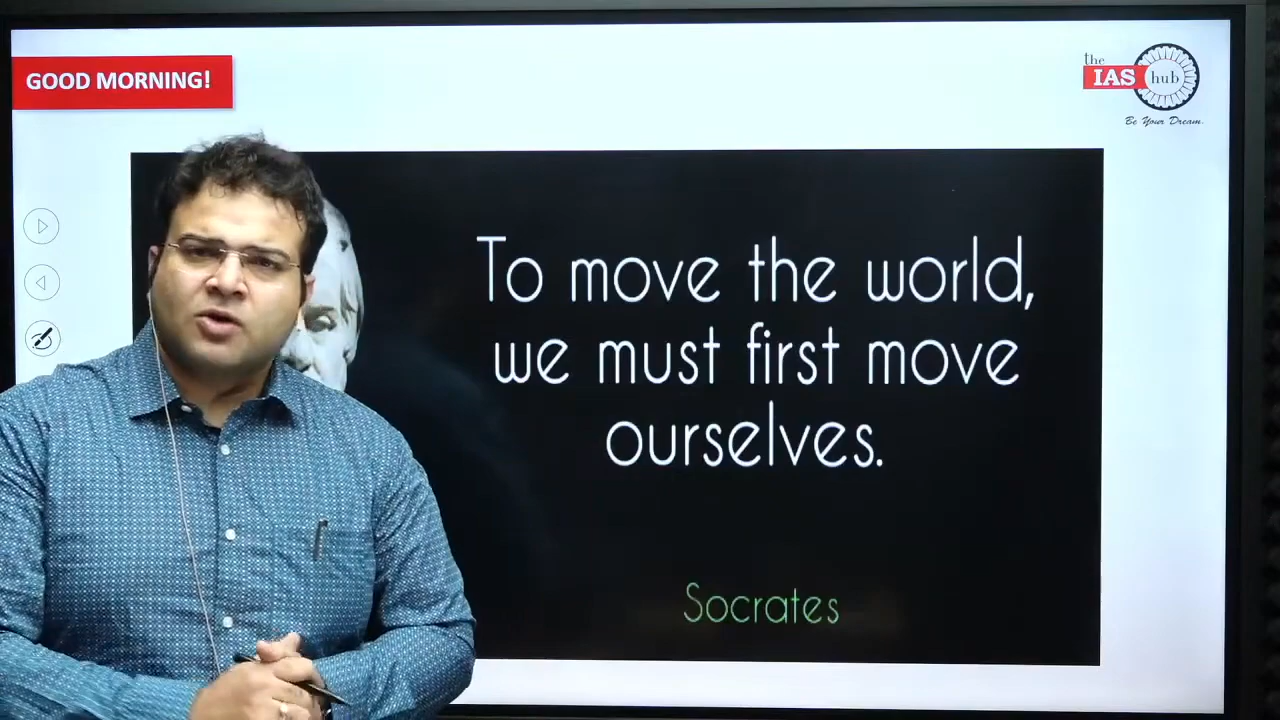 GOOD MORNING!
the
IAS hub
Be Your Dream.
To move the world,
we must first move
ourselves.
Socrates